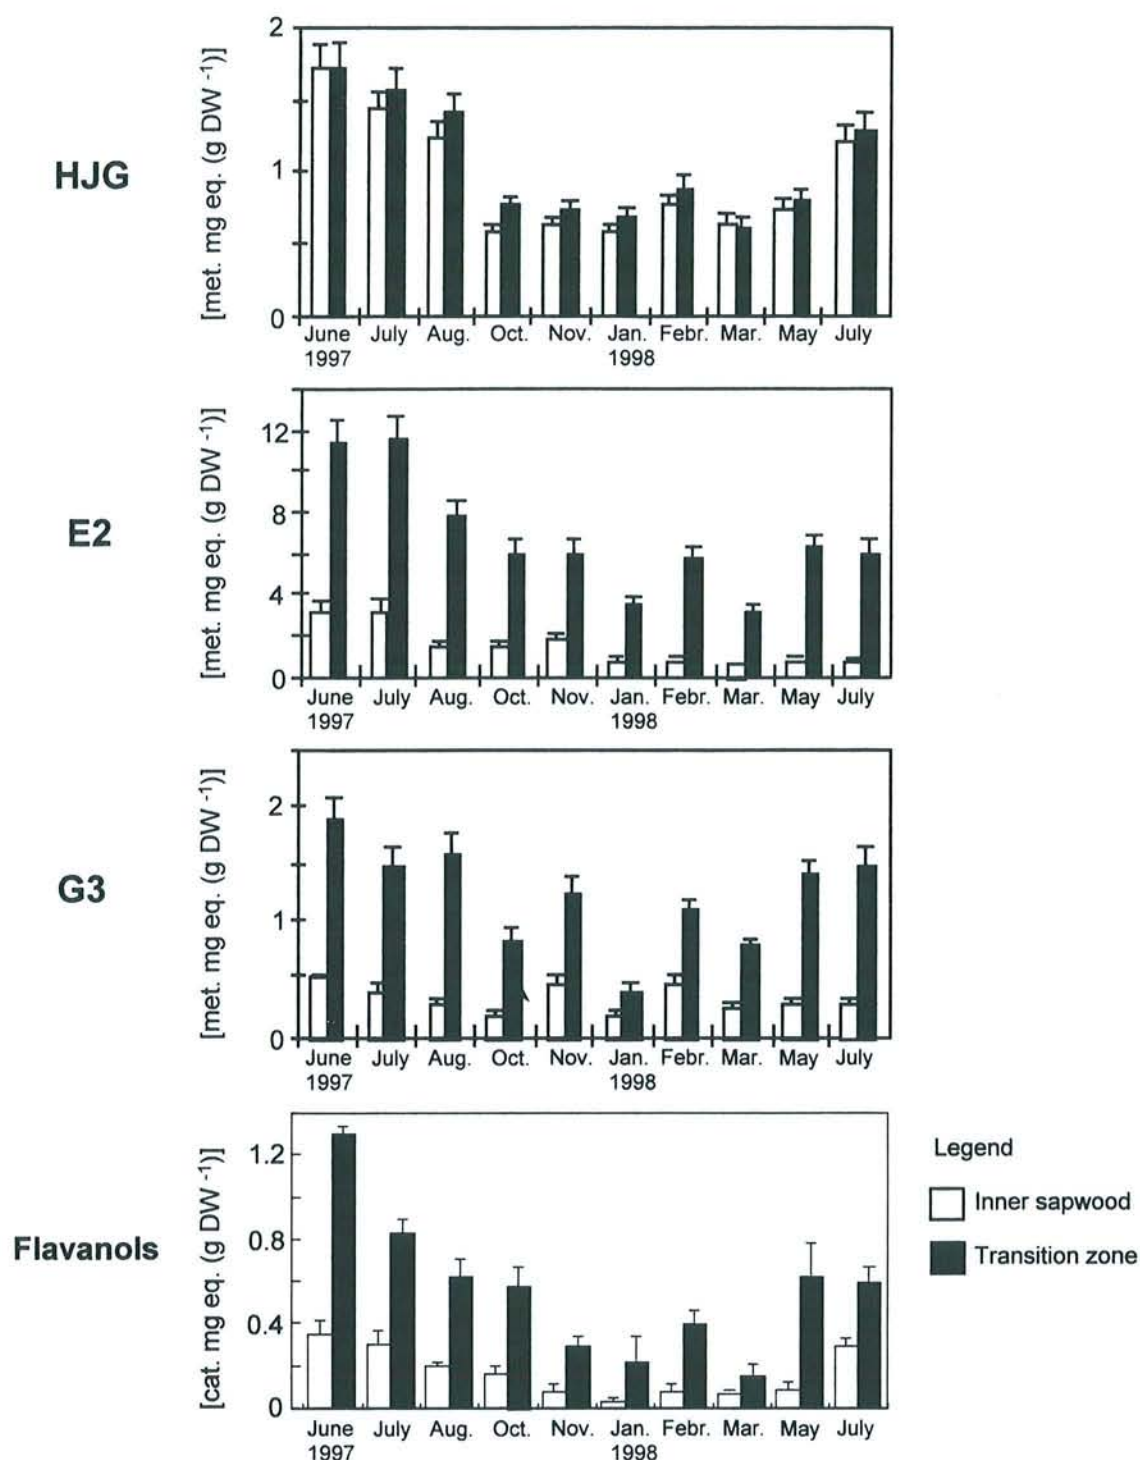 HJG
[met. mg eq. (g DW -1)]
2
1
0
June July Aug. Oct. Nov. Jan. Febr. Mar. May July
1997 1998
E2
[met. mg eq. (g DW -1)]
12
8
4
0
June July Aug. Oct. Nov. Jan. Febr. Mar. May July
1997 1998
G3
[met. mg eq. (g DW -1)]
2
1
0
June July Aug. Oct. Nov. Jan. Febr. Mar. May July
1997 1998
Flavanols
[cat. mg eq. (g DW -1)]
1.2
0.8
0.4
0
June July Aug. Oct. Nov. Jan. Febr. Mar. May July
1997 1998
Legend
Inner sapwood
Transition zone